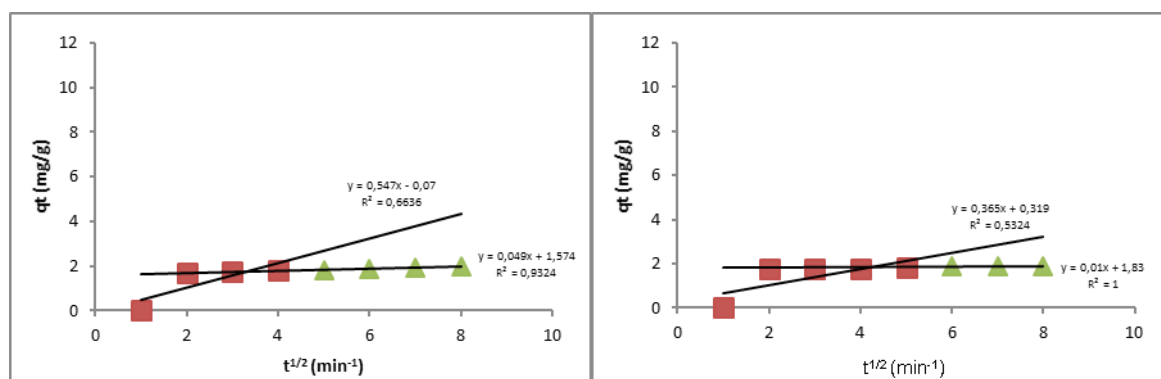 12
10
8
6
4
2
0
qt (mg/g)
y = 0,547x - 0,07
R² = 0,6636
y = 0,049x + 1,574
R² = 0,9324
0 2 4 6 8 10
t1/2 (min-1)
12
10
8
6
4
2
0
qt (mg/g)
y = 0,365x + 0,319
R² = 0,5324
y = 0,01x + 1,83
R² = 1
0 2 4 6 8 10
t1/2 (min-1)